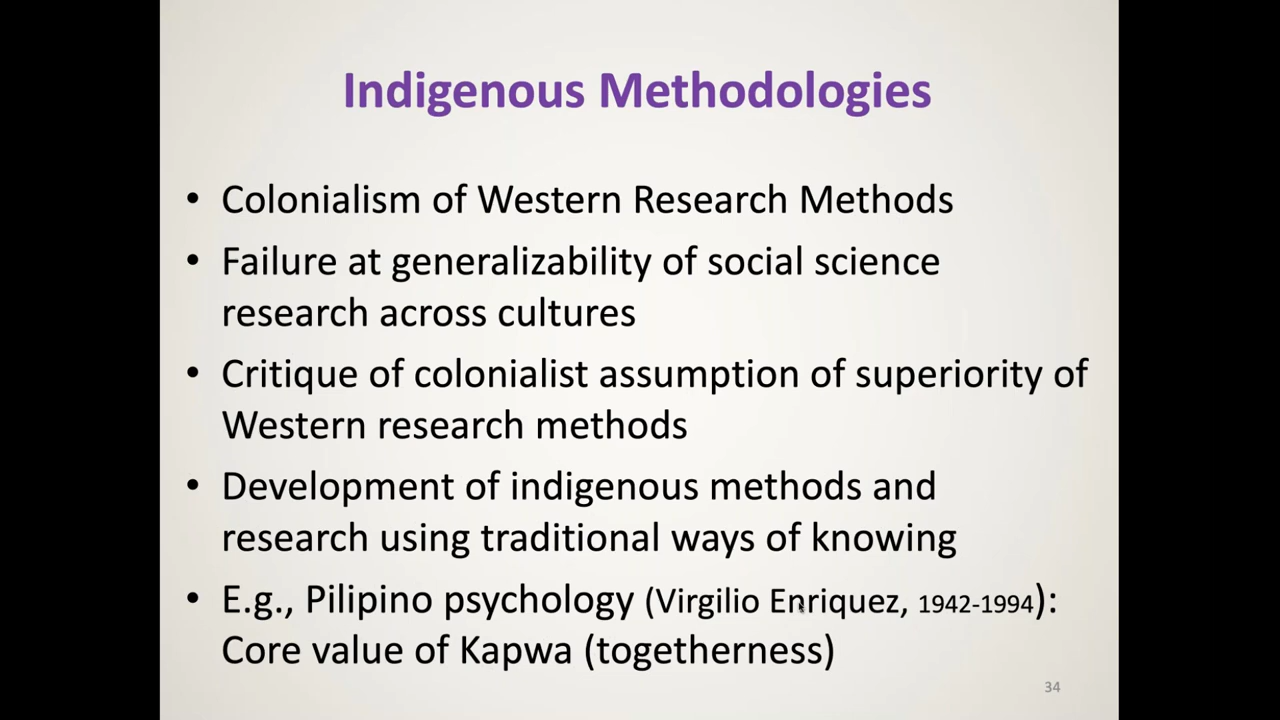 Indigenous Methodologies
• Colonialism of Western Research Methods
• Failure at generalizability of social science
research across cultures
• Critique of colonialist assumption of superiority of
Western research methods
• Development of indigenous methods and
research using traditional ways of knowing
• E.g., Pilipino psychology (Virgilio Enriquez, 1942-1994):
Core value of Kapwa (togetherness)
34